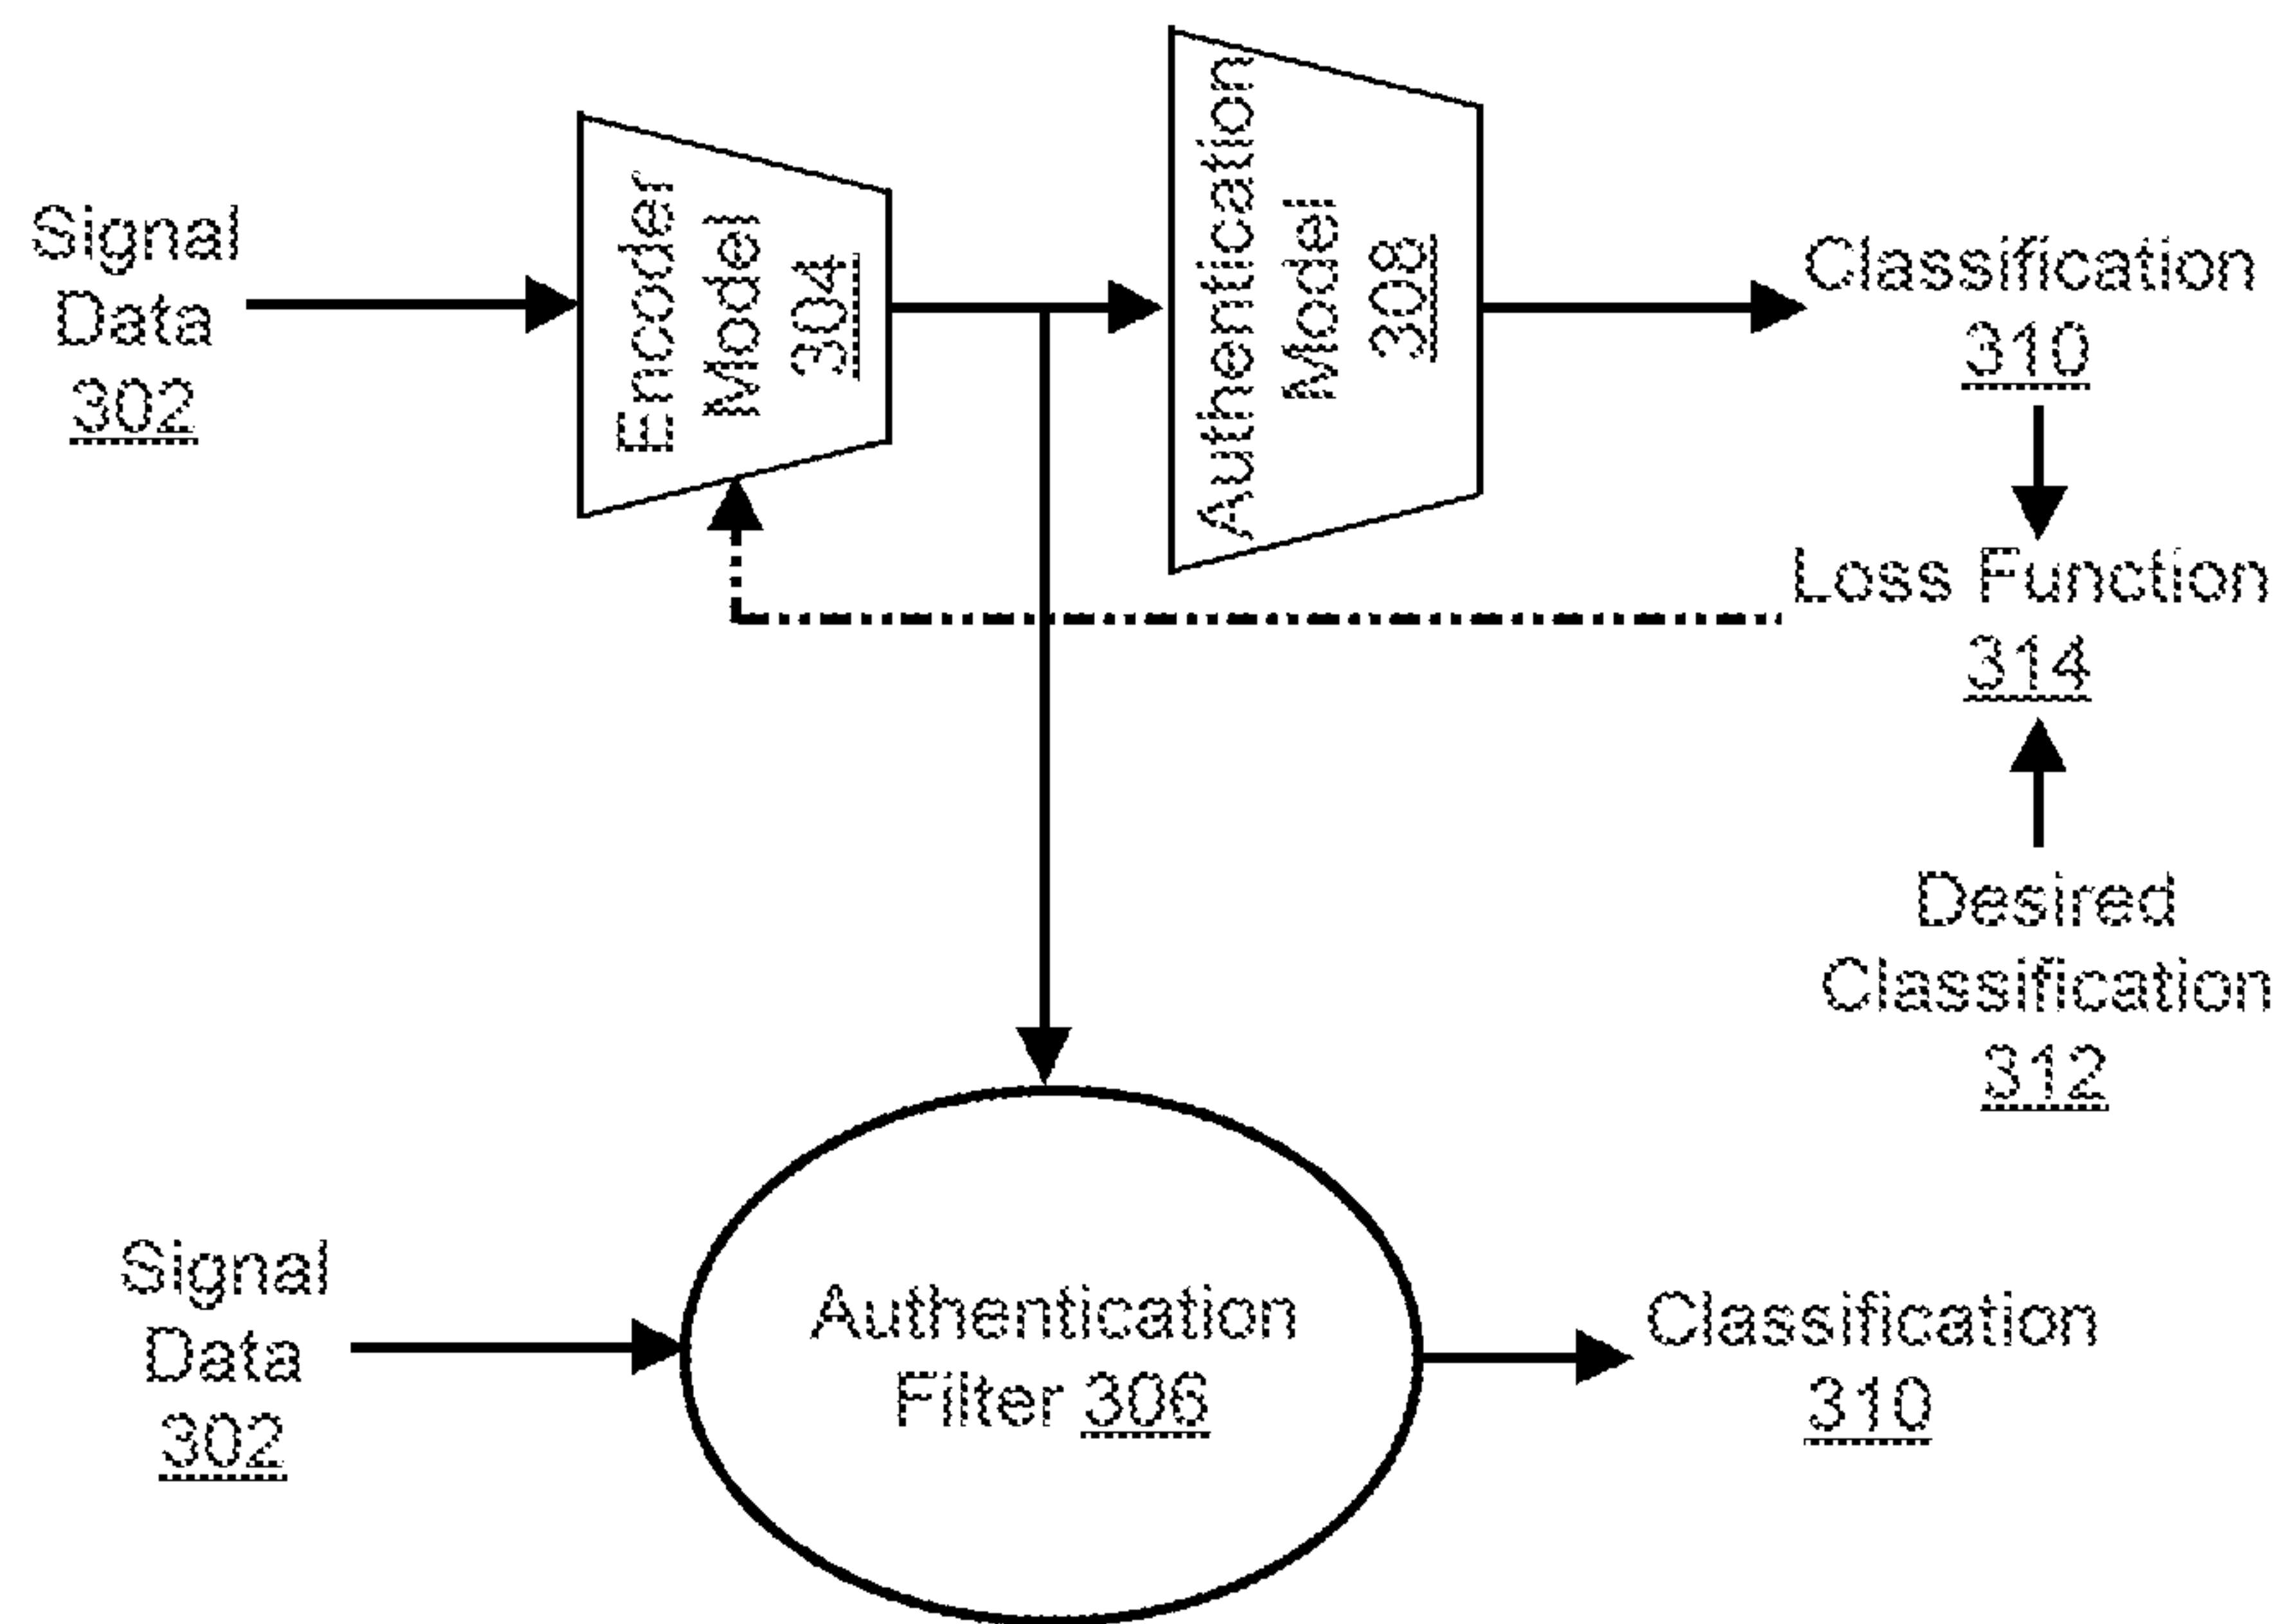 Signal
Data
302
Encoder
Model
304
Authentication
Model
308
Classification
310
Loss Function
314
Desired
Classification
312
Signal
Data
302
Authentication
Filter 306
Classification
310